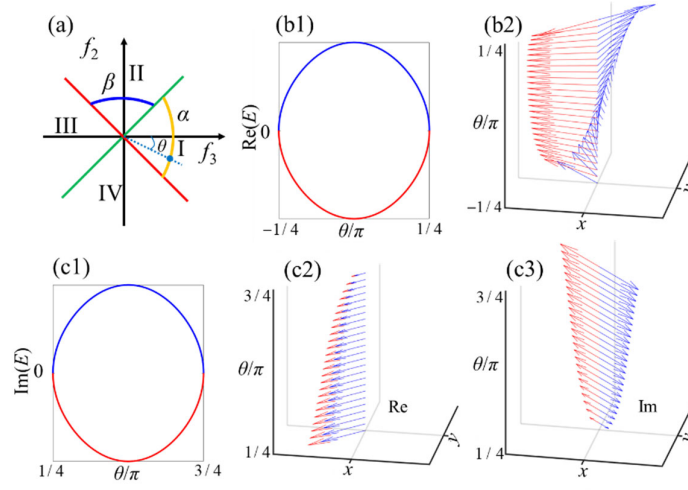 (a)
f₂
β
II
α
III
θ
I
f₃
IV
(b1)
Re(E)
0
−1/4
θ/π
1/4
(b2)
1/4
θ/π
−1/4
x
(c1)
Im(E)
0
1/4
θ/π
3/4
(c2)
3/4
θ/π
Re
1/4
x
y
(c3)
3/4
θ/π
Im
1/4
x